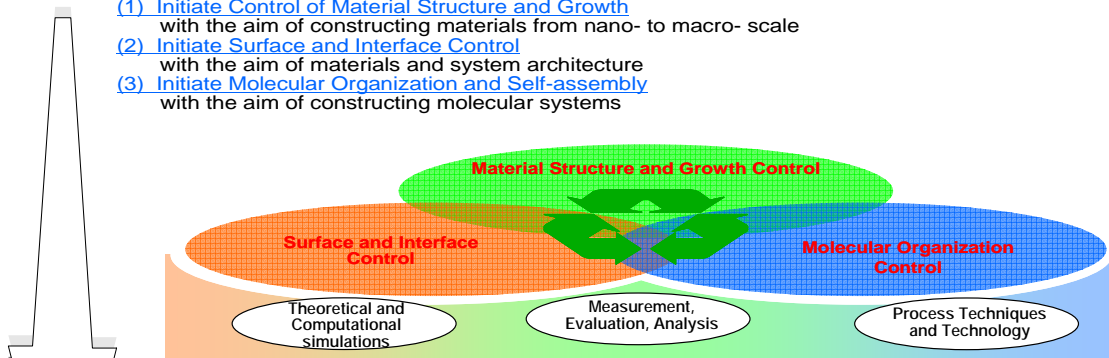 (1) Initiate Control of Material Structure and Growth
with the aim of constructing materials from nano- to macro- scale
(2) Initiate Surface and Interface Control
with the aim of materials and system architecture
(3) Initiate Molecular Organization and Self-assembly
with the aim of constructing molecular systems
Material Structure and Growth Control
Surface and Interface
Control
Molecular Organization
Control
Theoretical and
Computational
simulations
Measurement,
Evaluation, Analysis
Process Techniques
and Technology